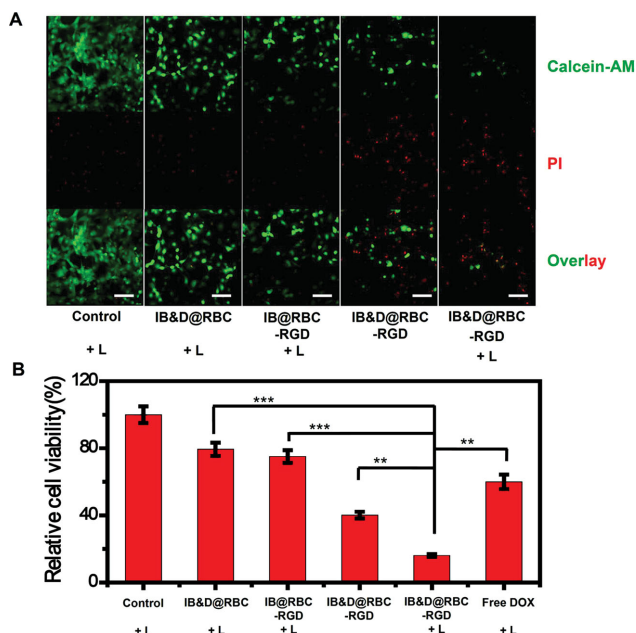 A
Calcein-AM
PI
Overlay
Control
+ L
IB&D@RBC
+ L
IB@RBC
-RGD
+ L
IB&D@RBC
-RGD
IB&D@RBC
-RGD
+ L
B
Relative cell viability(%)
120
80
40
0
***
***
**
**
Control
+ L
IB&D@RBC
+ L
IB@RBC
-RGD
+ L
IB&D@RBC
-RGD
IB&D@RBC
-RGD
+ L
Free DOX
+ L